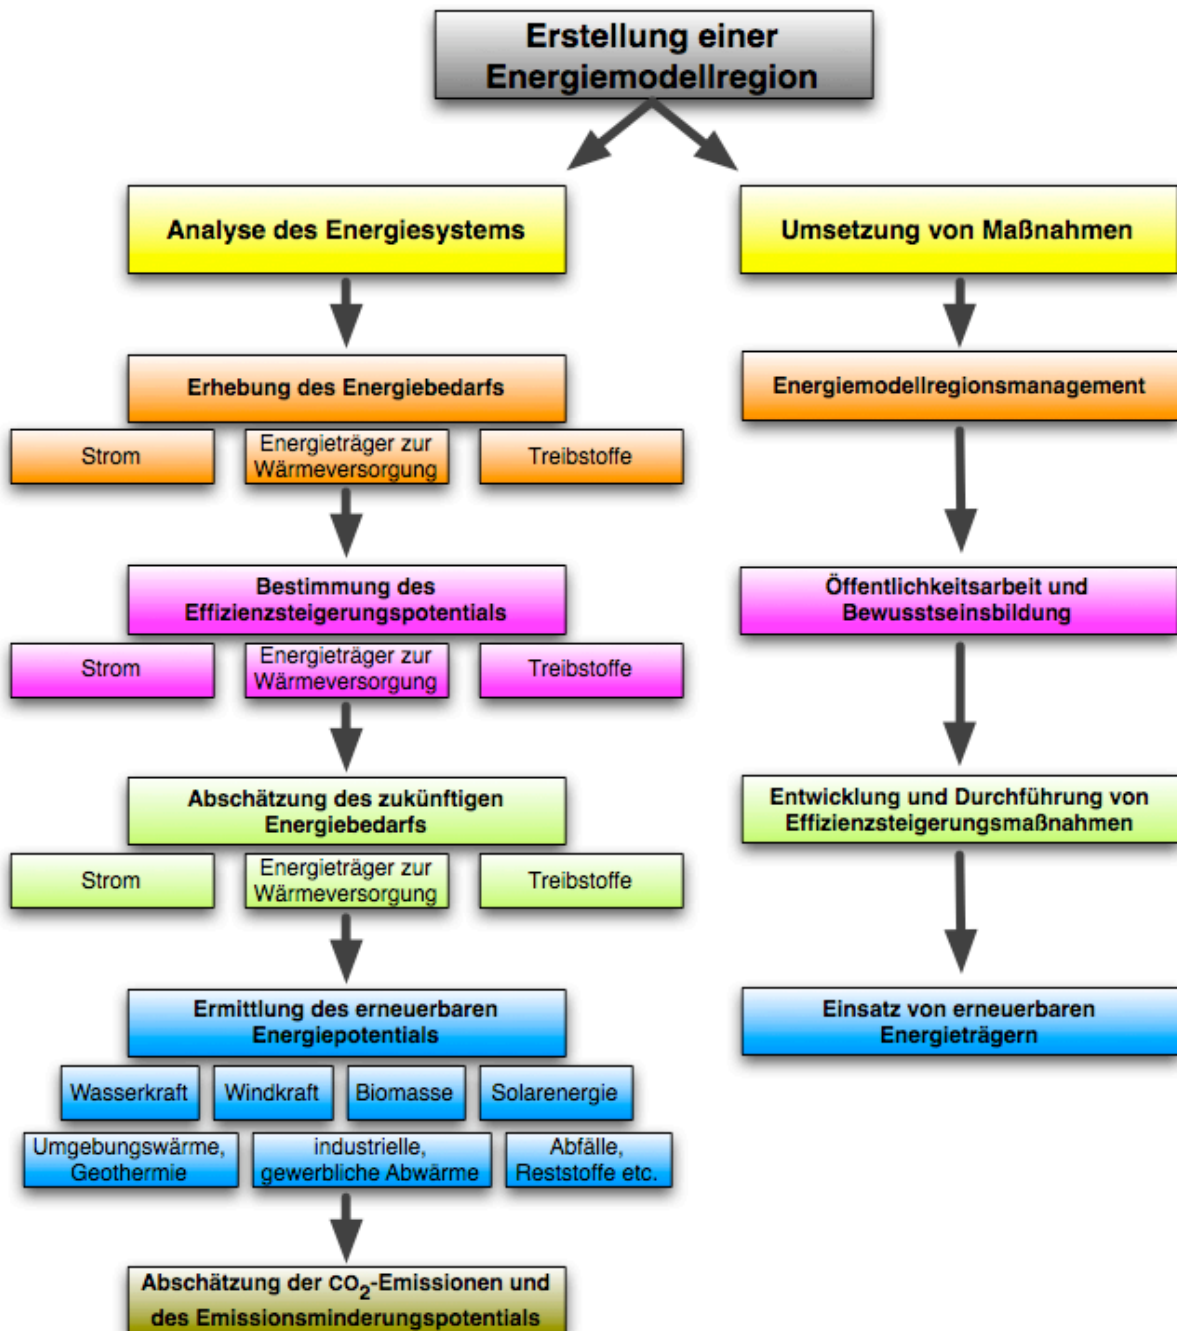 Erstellung einer
Energiemodellregion
Analyse des Energiesystems
Erhebung des Energiebedarfs
Strom
Energieträger zur
Wärmeversorgung
Treibstoffe
Bestimmung des
Effizienzsteigerungspotentials
Strom
Energieträger zur
Wärmeversorgung
Treibstoffe
Abschätzung des zukünftigen
Energiebedarfs
Strom
Energieträger zur
Wärmeversorgung
Treibstoffe
Ermittlung des erneuerbaren
Energiepotentials
Wasserkraft
Windkraft
Biomasse
Solarenergie
Umgebungswärme,
Geothermie
industrielle,
gewerbliche Abwärme
Abfälle,
Reststoffe etc.
Abschätzung der CO₂-Emissionen und
des Emissionsminderungspotentials
Umsetzung von Maßnahmen
Energiemodellregionsmanagement
Öffentlichkeitsarbeit und
Bewusstseinsbildung
Entwicklung und Durchführung von
Effizienzsteigerungsmaßnahmen
Einsatz von erneuerbaren
Energieträgern